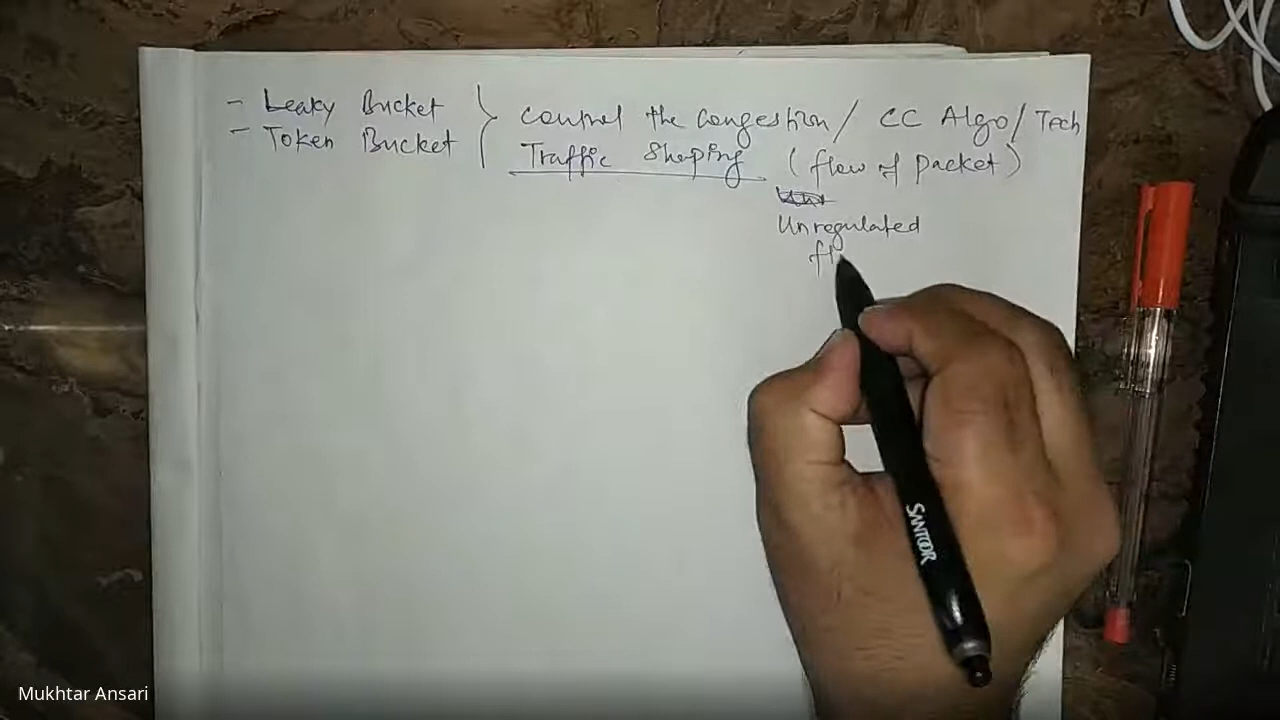 - Leaky Bucket
- Token Bucket
Control the Congestion / CC Algo / Tech
Traffic Shaping (flow of packet)
Unregulated
fl
SANTOOR
Mukhtar Ansari